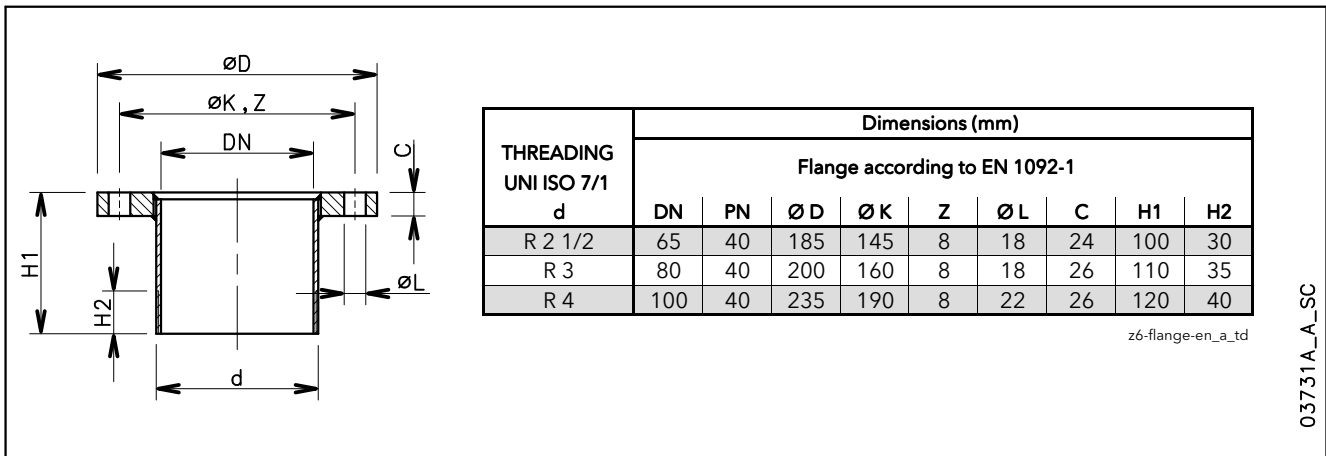 øD
øK , Z
DN
C
H1
H2
øL
d
THREADING
UNI ISO 7/1
d
Dimensions (mm)
Flange according to EN 1092-1
DN PN Ø D Ø K Z Ø L C H1 H2
R 2 1/2 65 40 185 145 8 18 24 100 30
R 3 80 40 200 160 8 18 26 110 35
R 4 100 40 235 190 8 22 26 120 40
z6-flange-en_a_td
03731A_A_SC